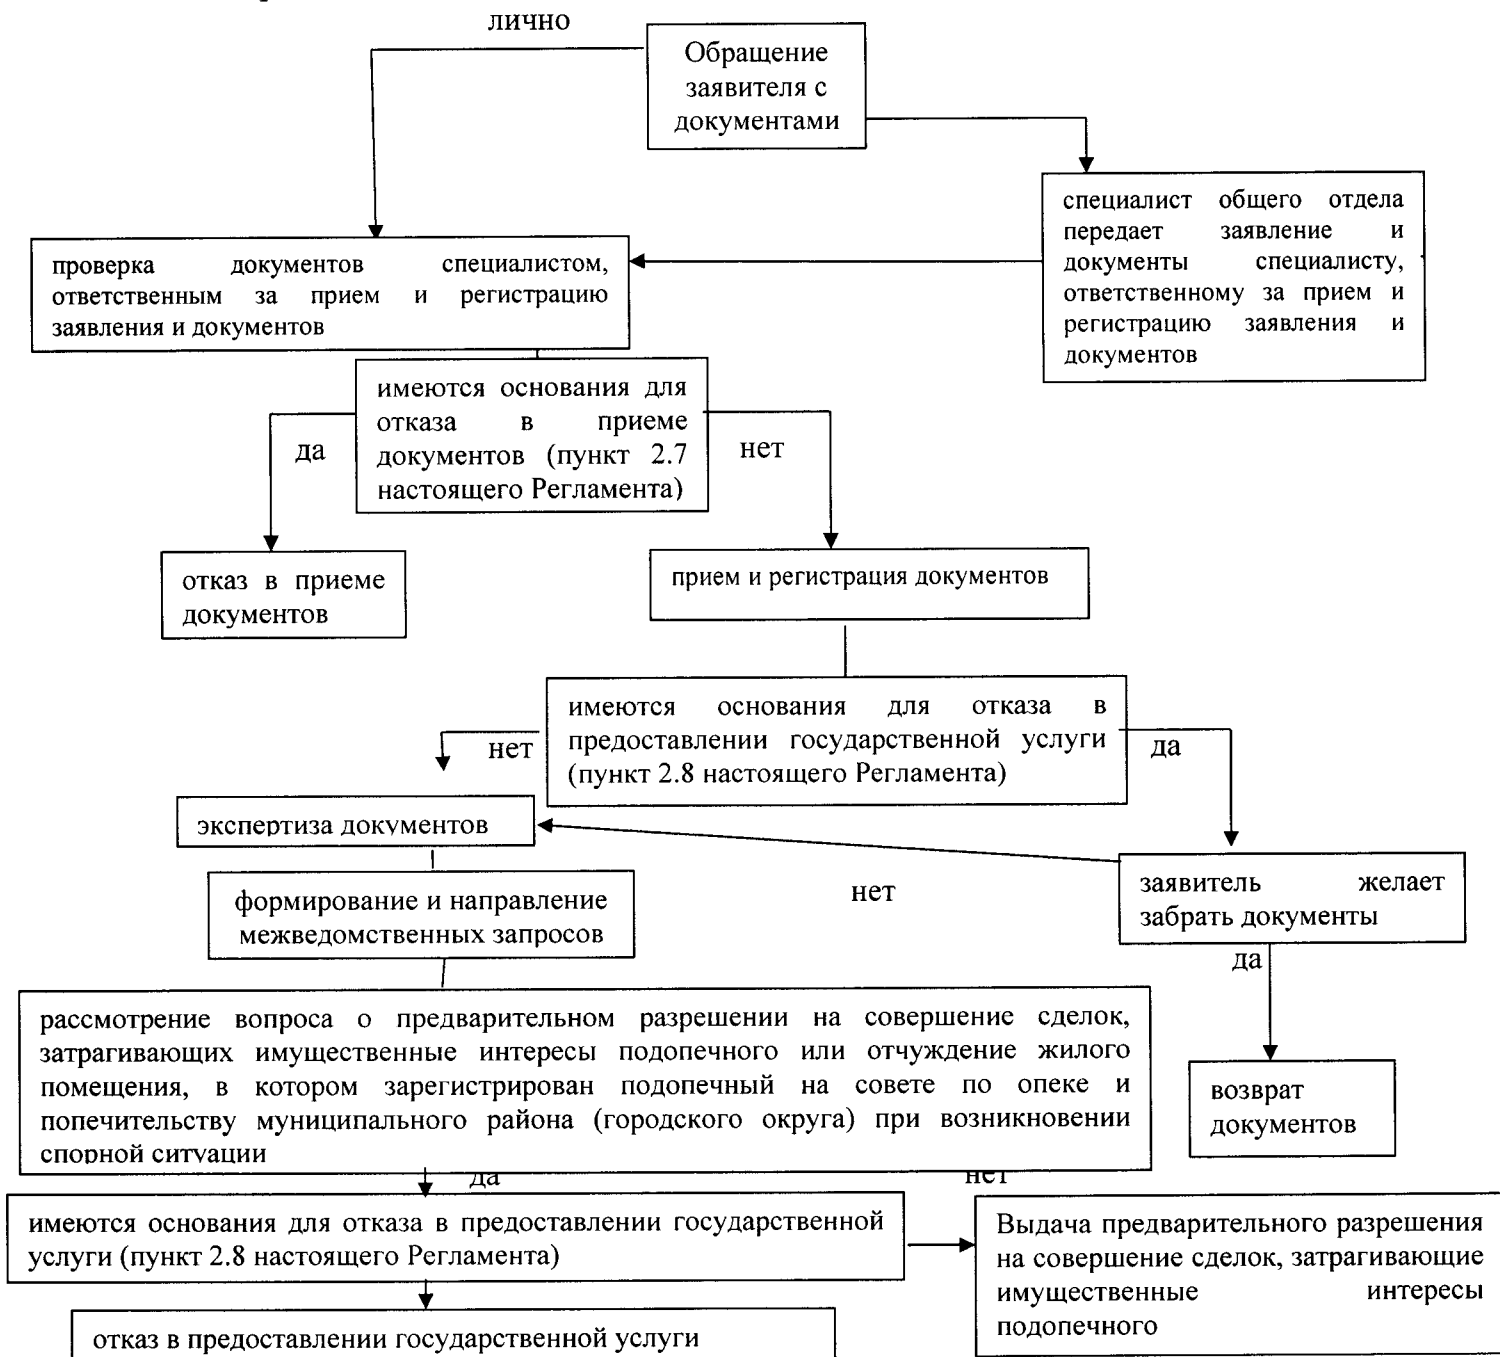 лично
Обращение
заявителя с
документами
специалист общего отдела
передает заявление и
документы специалисту,
ответственному за прием и
регистрацию заявления и
документов
проверка документов специалистом,
ответственным за прием и регистрацию
заявления и документов
имеются основания для
отказа в приеме
документов (пункт 2.7
настоящего Регламента)
да
нет
отказ в приеме
документов
прием и регистрация документов
имеются основания для отказа в
предоставлении государственной услуги
(пункт 2.8 настоящего Регламента)
нет
да
экспертиза документов
заявитель желает
забрать документы
нет
формирование и направление
межведомственных запросов
да
рассмотрение вопроса о предварительном разрешении на совершение сделок,
затрагивающих имущественные интересы подопечного или отчуждение жилого
помещения, в котором зарегистрирован подопечный на совете по опеке и
попечительству муниципального района (городского округа) при возникновении
спорной ситуации
возврат
документов
да
нет
имеются основания для отказа в предоставлении государственной
услуги (пункт 2.8 настоящего Регламента)
Выдача предварительного разрешения
на совершение сделок, затрагивающие
имущественные интересы
подопечного
отказ в предоставлении государственной услуги